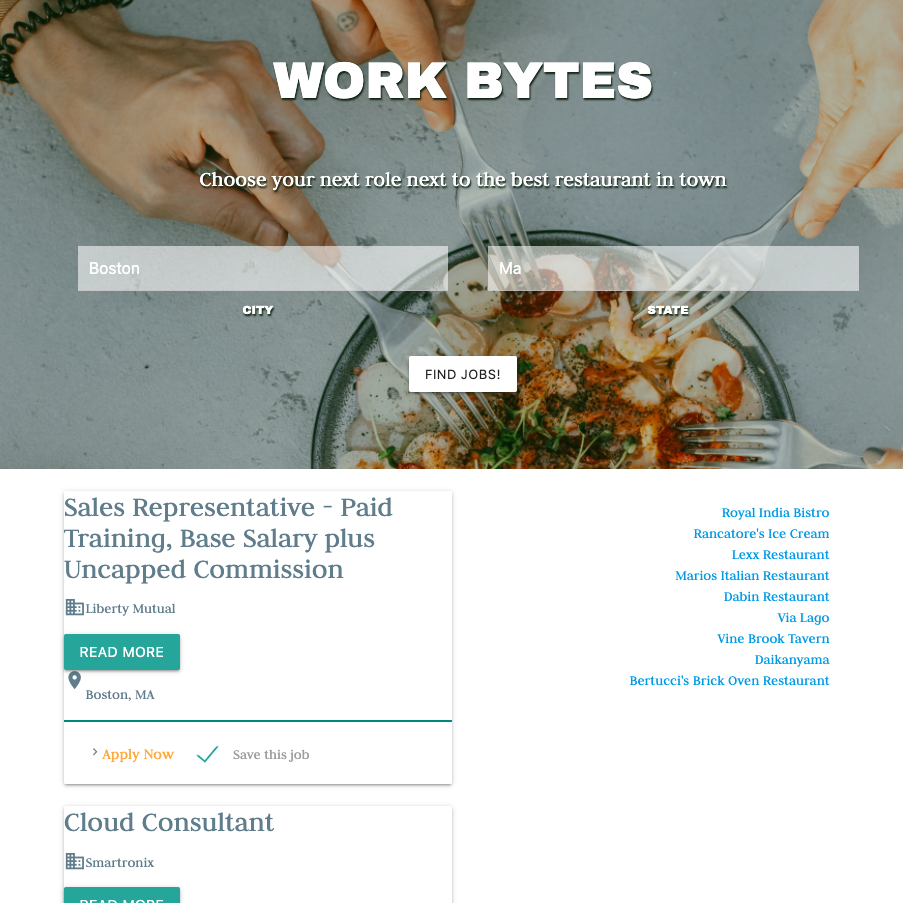 WORK BYTES
Choose your next role next to the best restaurant in town
Boston
Ma
CITY
STATE
FIND JOBS!
Sales Representative - Paid
Training, Base Salary plus
Uncapped Commission
Liberty Mutual
READ MORE
Boston, MA
Apply Now
Save this job
Cloud Consultant
Smartronix
READ MORE
Royal India Bistro
Rancatore's Ice Cream
Lexx Restaurant
Marios Italian Restaurant
Dabin Restaurant
Via Lago
Vine Brook Tavern
Daikanyama
Bertucci's Brick Oven Restaurant